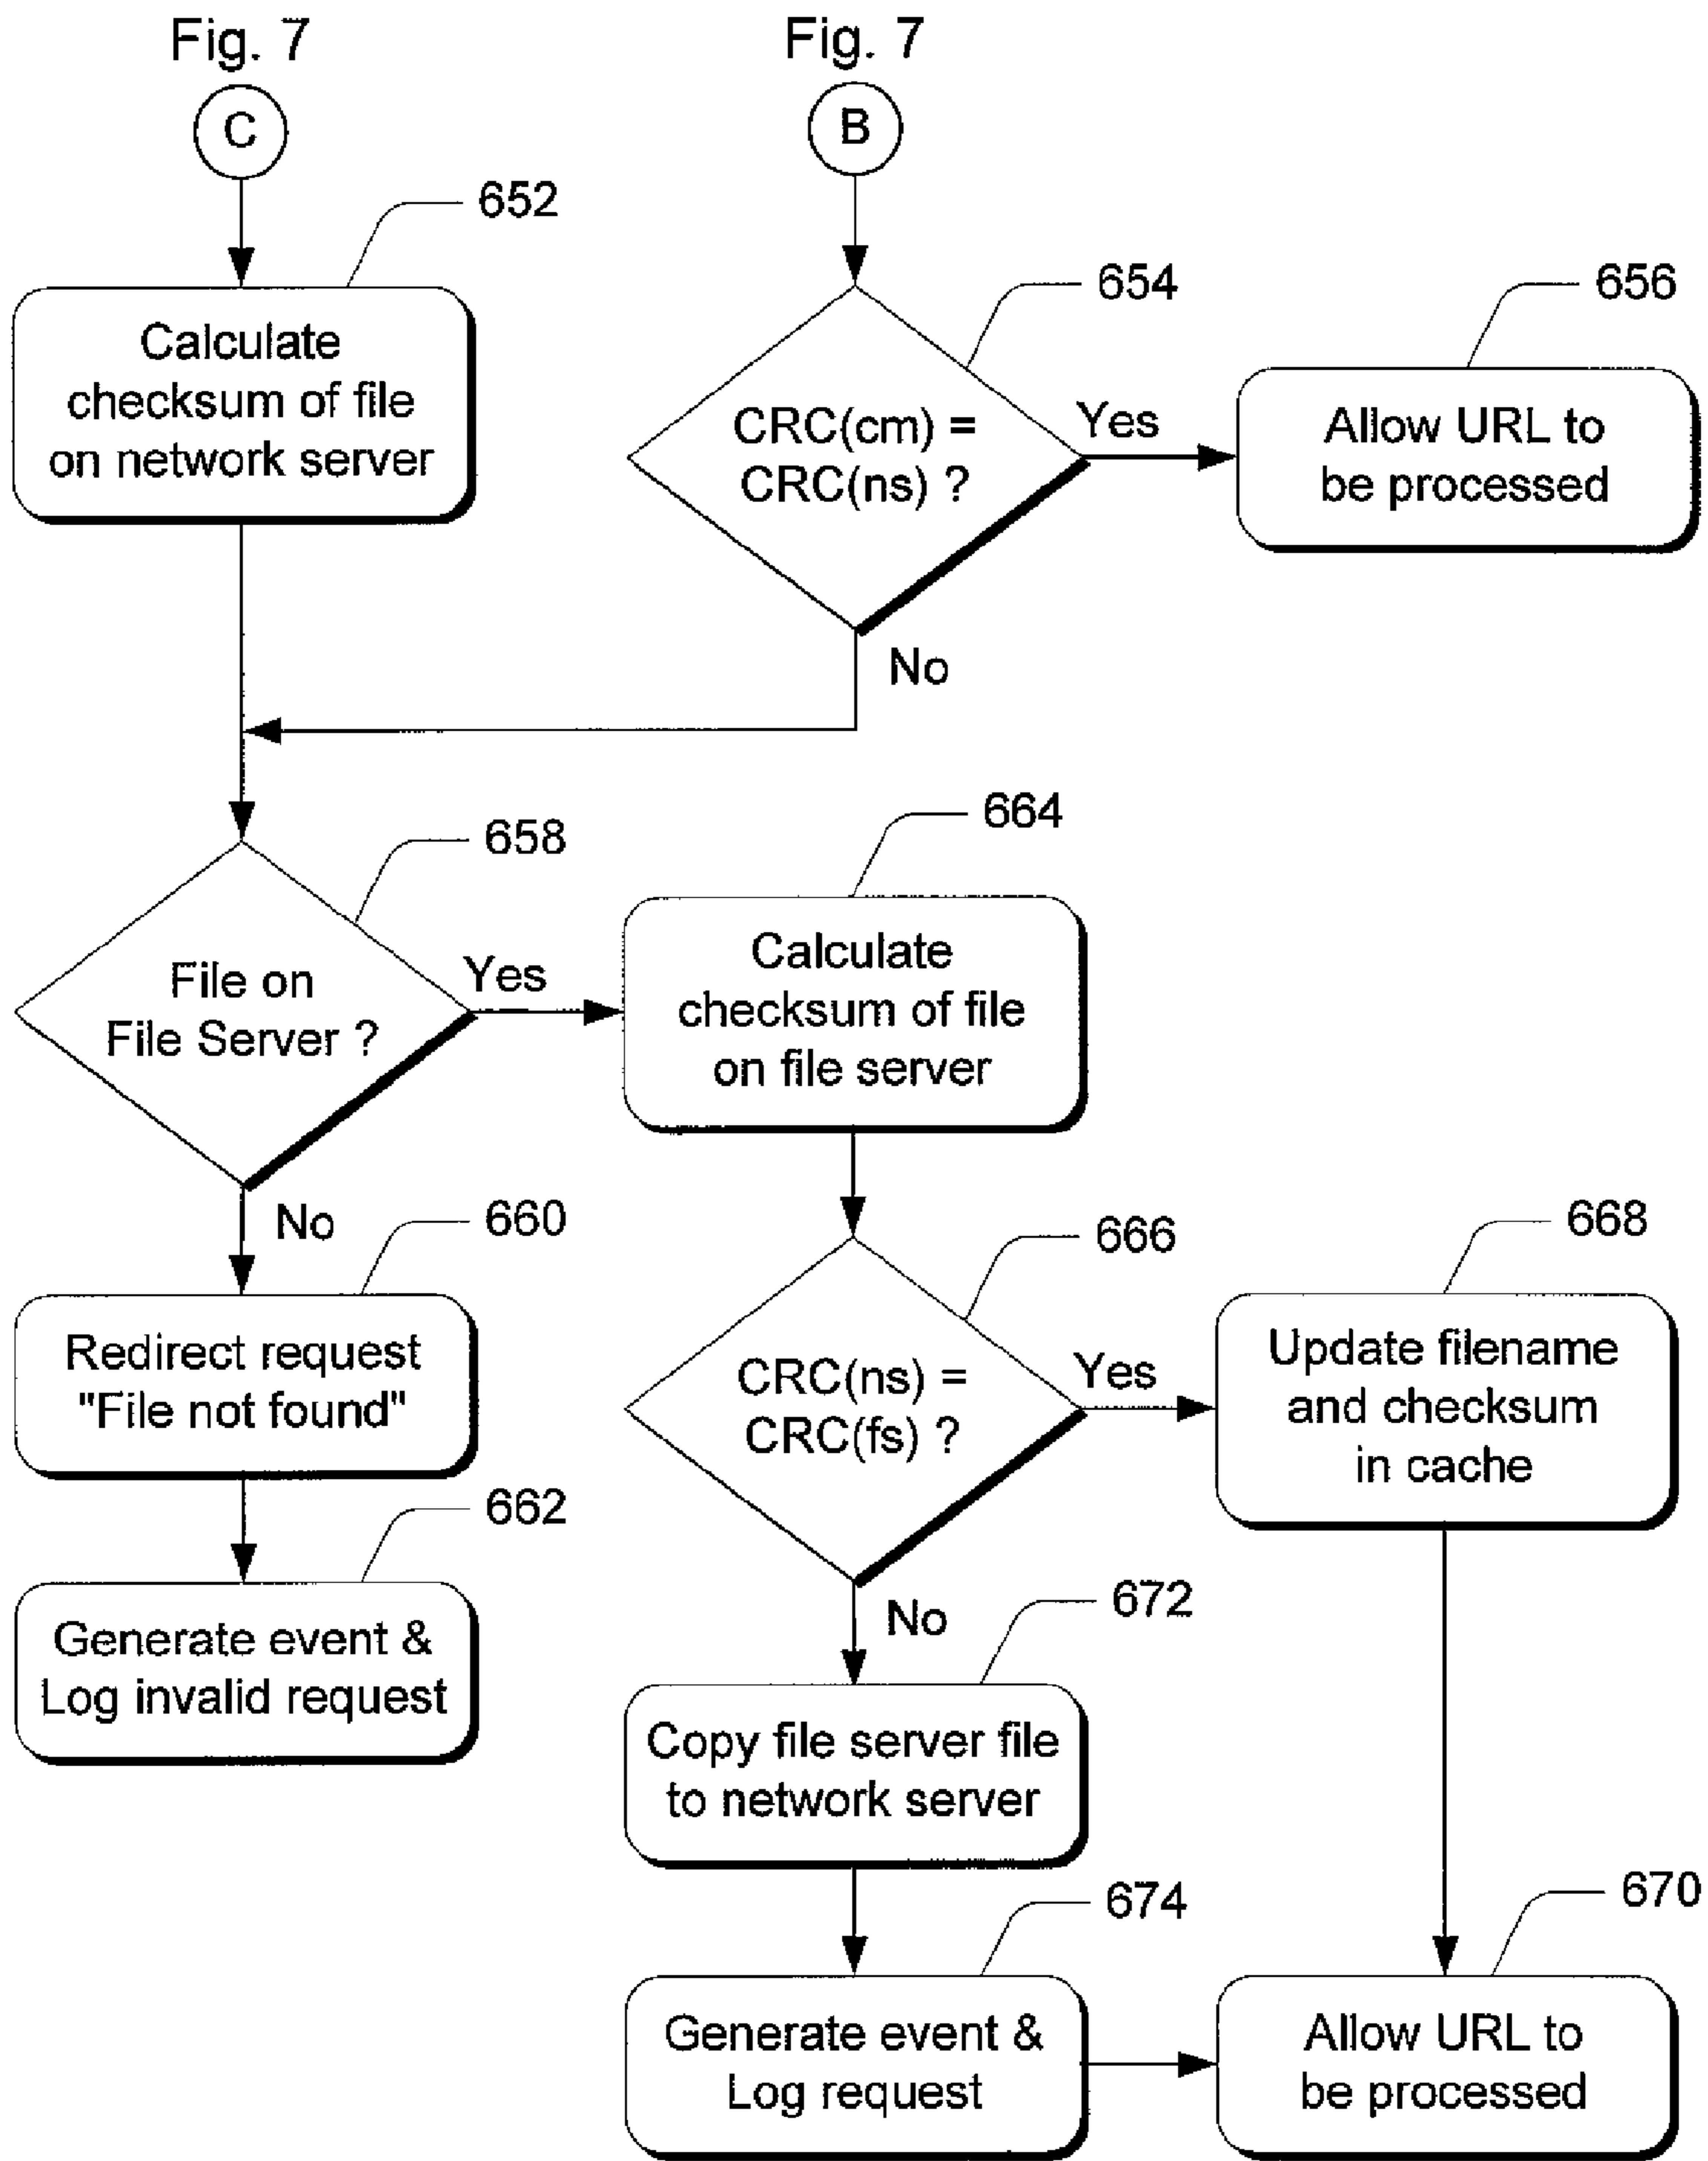 Fig. 7
Fig. 7
C
B
652
654
656
Calculate
checksum of file
on network server
CRC(cm) =
CRC(ns) ?
Yes
Allow URL to
be processed
No
658
664
File on
File Server ?
Yes
Calculate
checksum of file
on file server
No
660
666
668
Redirect request
"File not found"
CRC(ns) =
CRC(fs) ?
Yes
Update filename
and checksum
in cache
662
672
No
Generate event &
Log invalid request
Copy file server file
to network server
674
670
Generate event &
Log request
Allow URL to
be processed